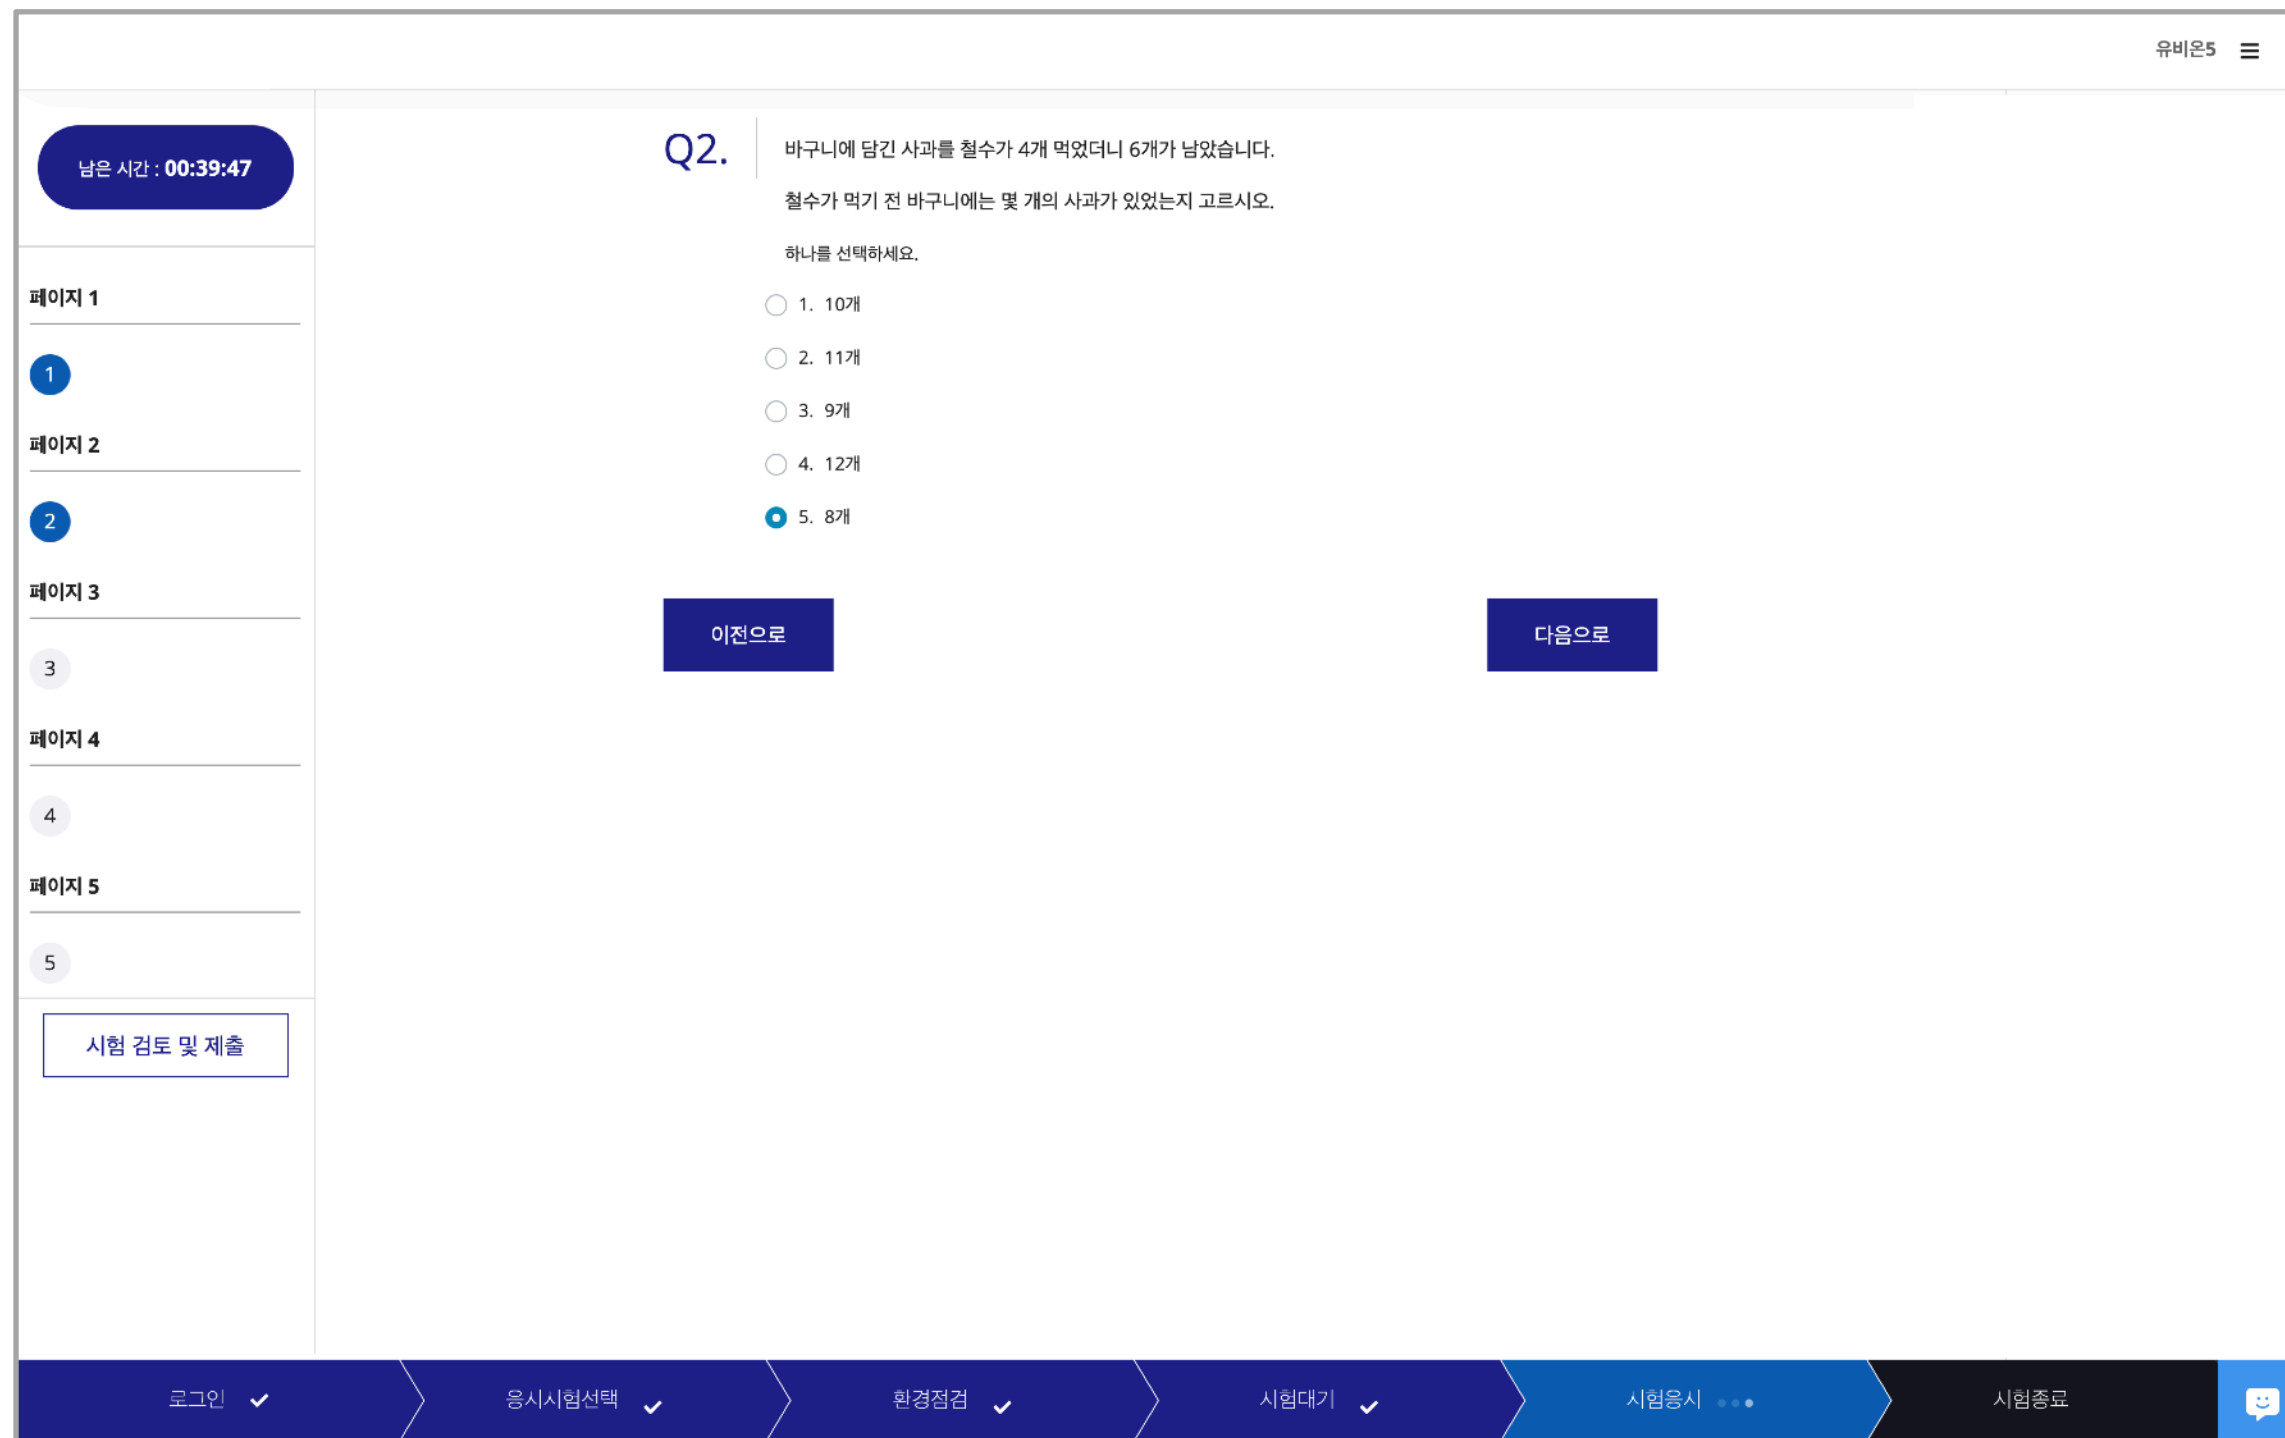 유비온5
남은 시간 : 00:39:47
페이지 1
1
페이지 2
2
페이지 3
3
페이지 4
4
페이지 5
5
시험 검토 및 제출
Q2.
바구니에 담긴 사과를 철수가 4개 먹었더니 6개가 남았습니다.
철수가 먹기 전 바구니에는 몇 개의 사과가 있었는지 고르시오.
하나를 선택하세요.
1. 10개
2. 11개
3. 9개
4. 12개
5. 8개
이전으로 다음으로
로그인 응시시험선택 환경점검 시험대기 시험응시 시험종료